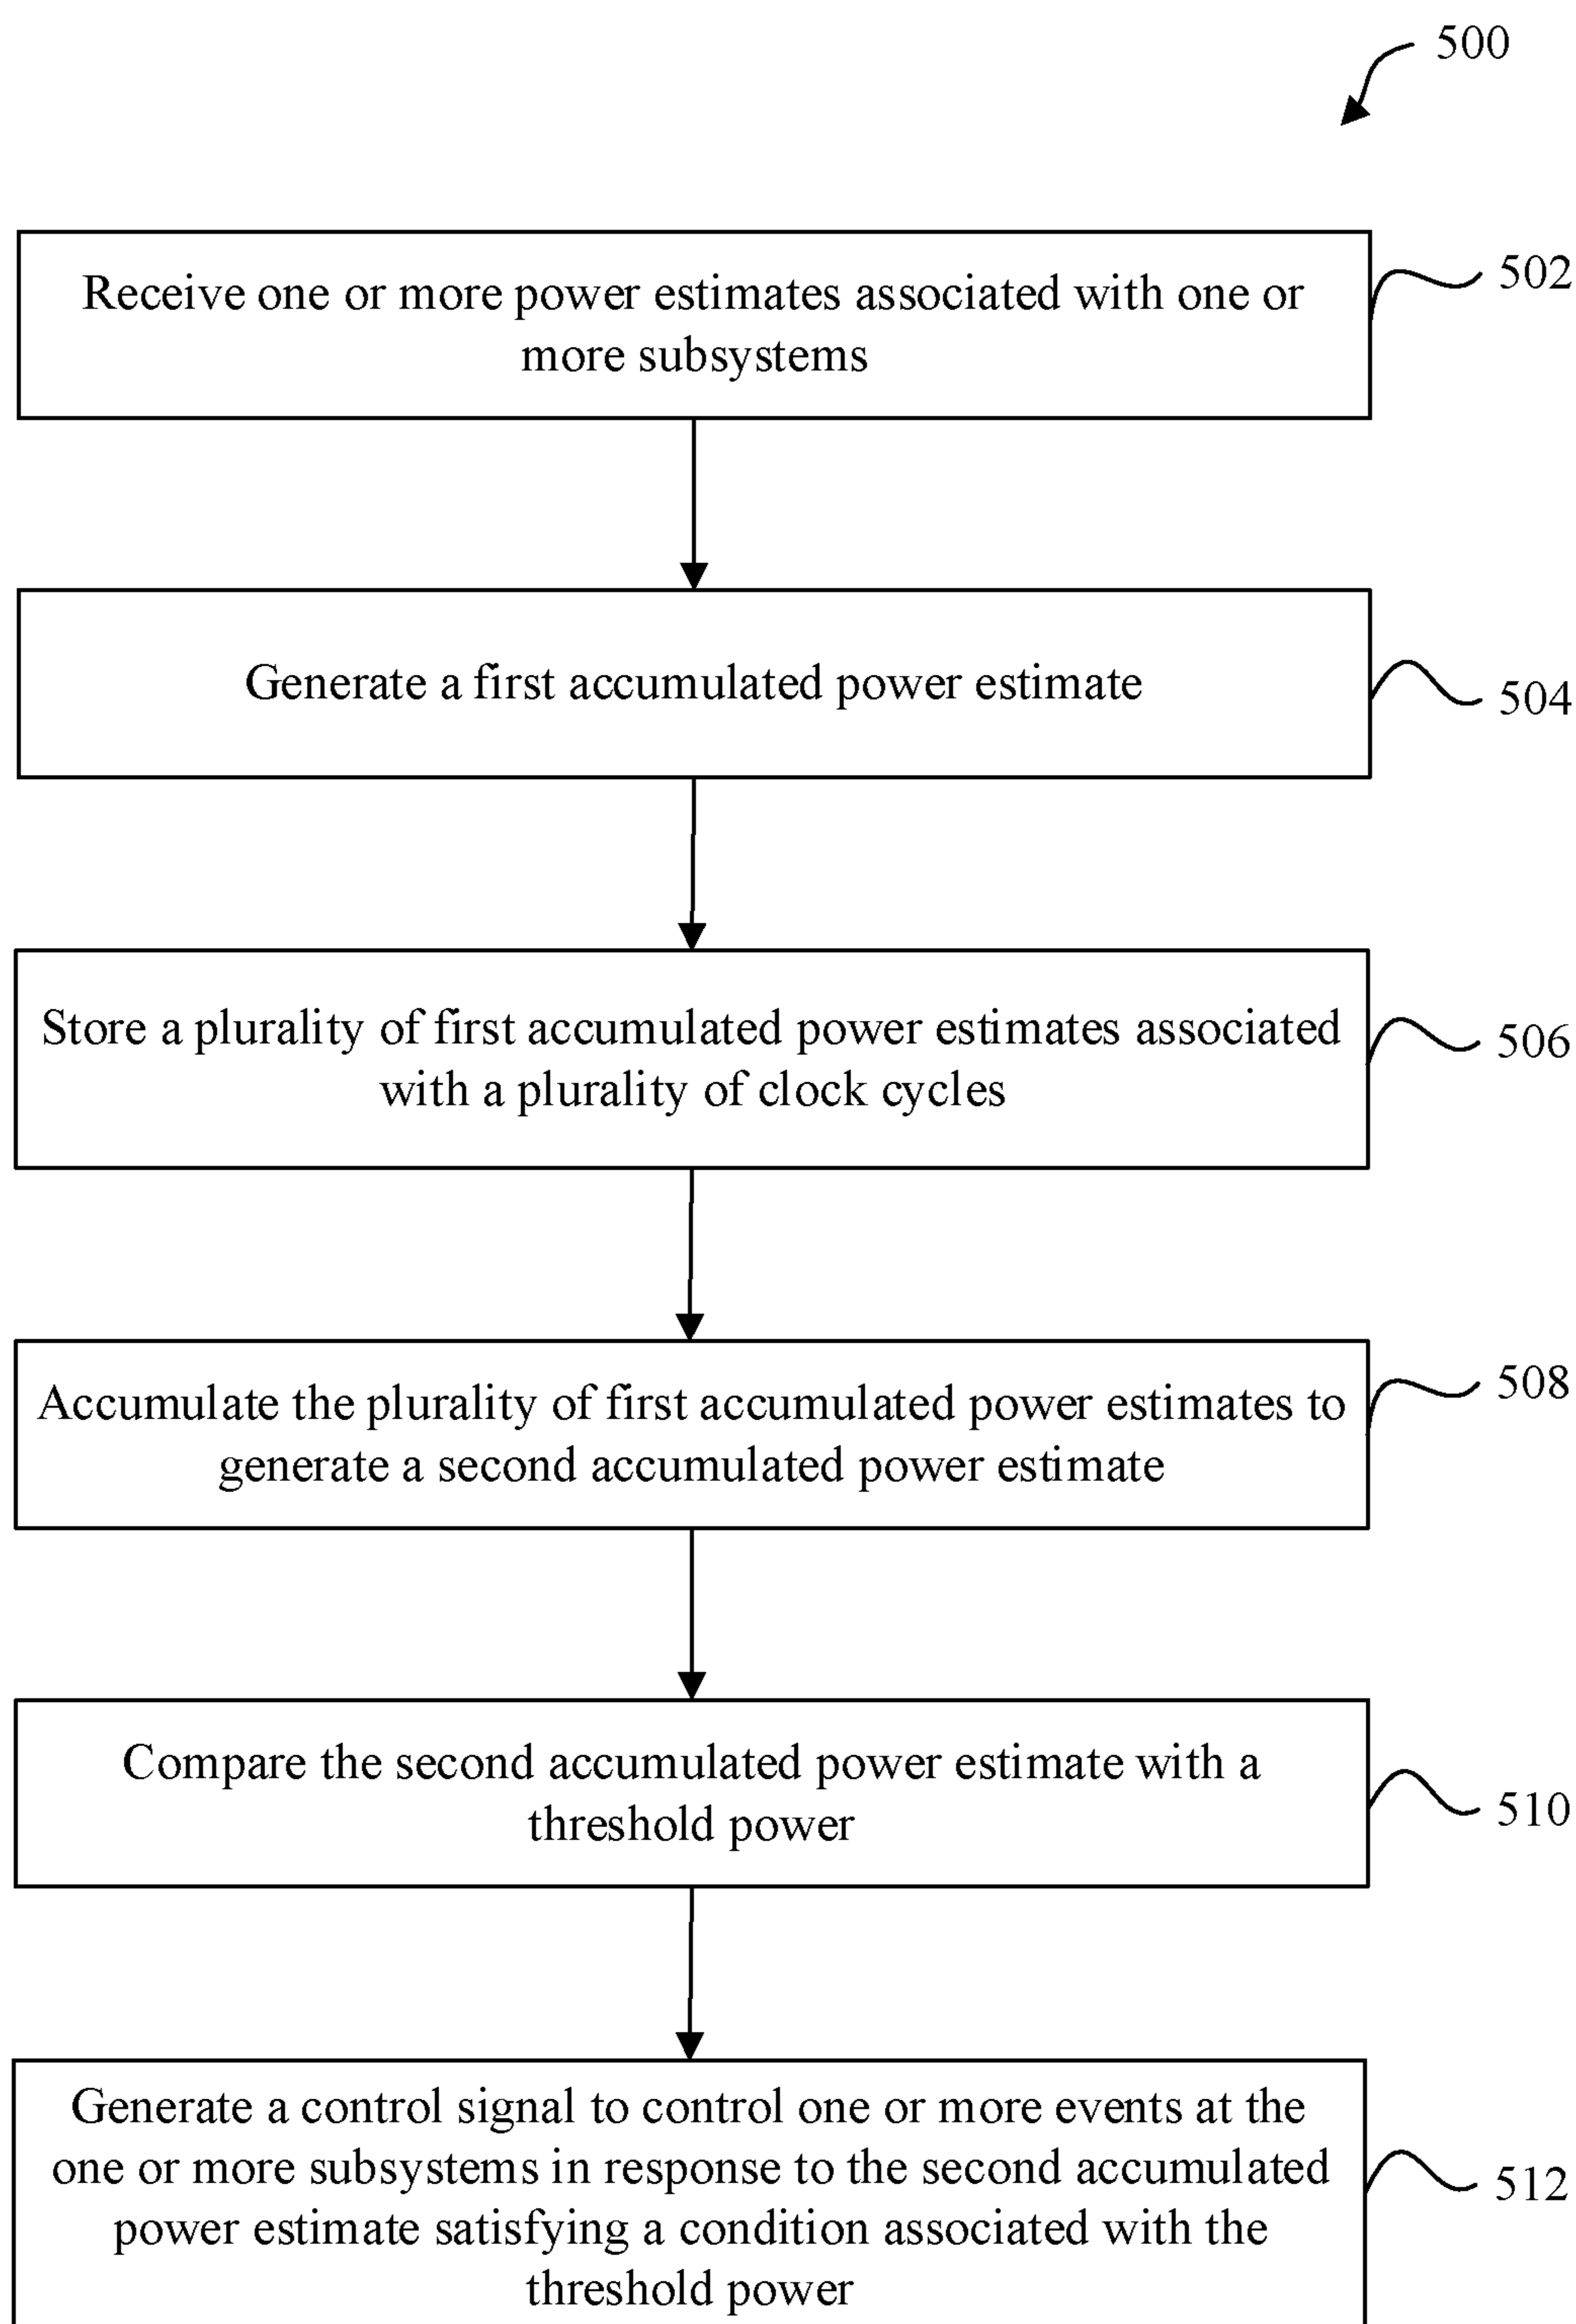 500
Receive one or more power estimates associated with one or
more subsystems
502
Generate a first accumulated power estimate
504
Store a plurality of first accumulated power estimates associated
with a plurality of clock cycles
506
Accumulate the plurality of first accumulated power estimates to
generate a second accumulated power estimate
508
Compare the second accumulated power estimate with a
threshold power
510
Generate a control signal to control one or more events at the
one or more subsystems in response to the second accumulated
power estimate satisfying a condition associated with the
threshold power
512